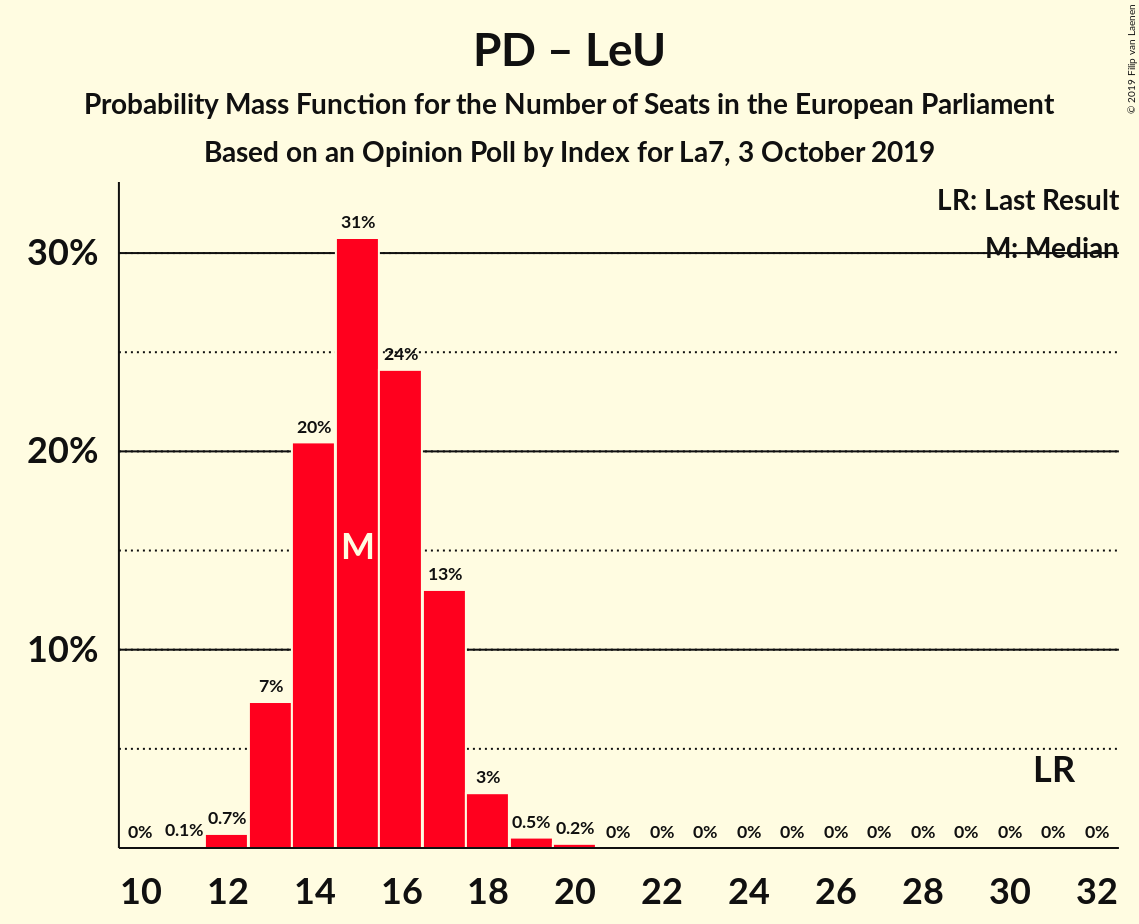 PD – LeU
Probability Mass Function for the Number of Seats in the European Parliament
Based on an Opinion Poll by Index for La7, 3 October 2019
© 2019 Filip van Laenen
LR: Last Result
M: Median
30%
20%
10%
0%
0.1%
0.7%
7%
20%
31%
24%
13%
3%
0.5%
0.2%
0%
0%
0%
0%
0%
0%
0%
0%
0%
0%
0%
0%
M
LR
10 12 14 16 18 20 22 24 26 28 30 32